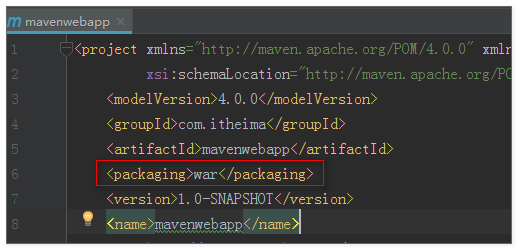 m mavenwebapp ×
1 <project xmlns="http://maven.apache.org/POM/4.0.0" xml
2 xsi:schemaLocation="http://maven.apache.org/PO
3 <modelVersion>4.0.0</modelVersion>
4 <groupId>com.itheima</groupId>
5 <artifactId>mavenwebapp</artifactId>
6 <packaging>war</packaging>
7 <version>1.0-SNAPSHOT</version>
8 <name>mavenwebapp</name>